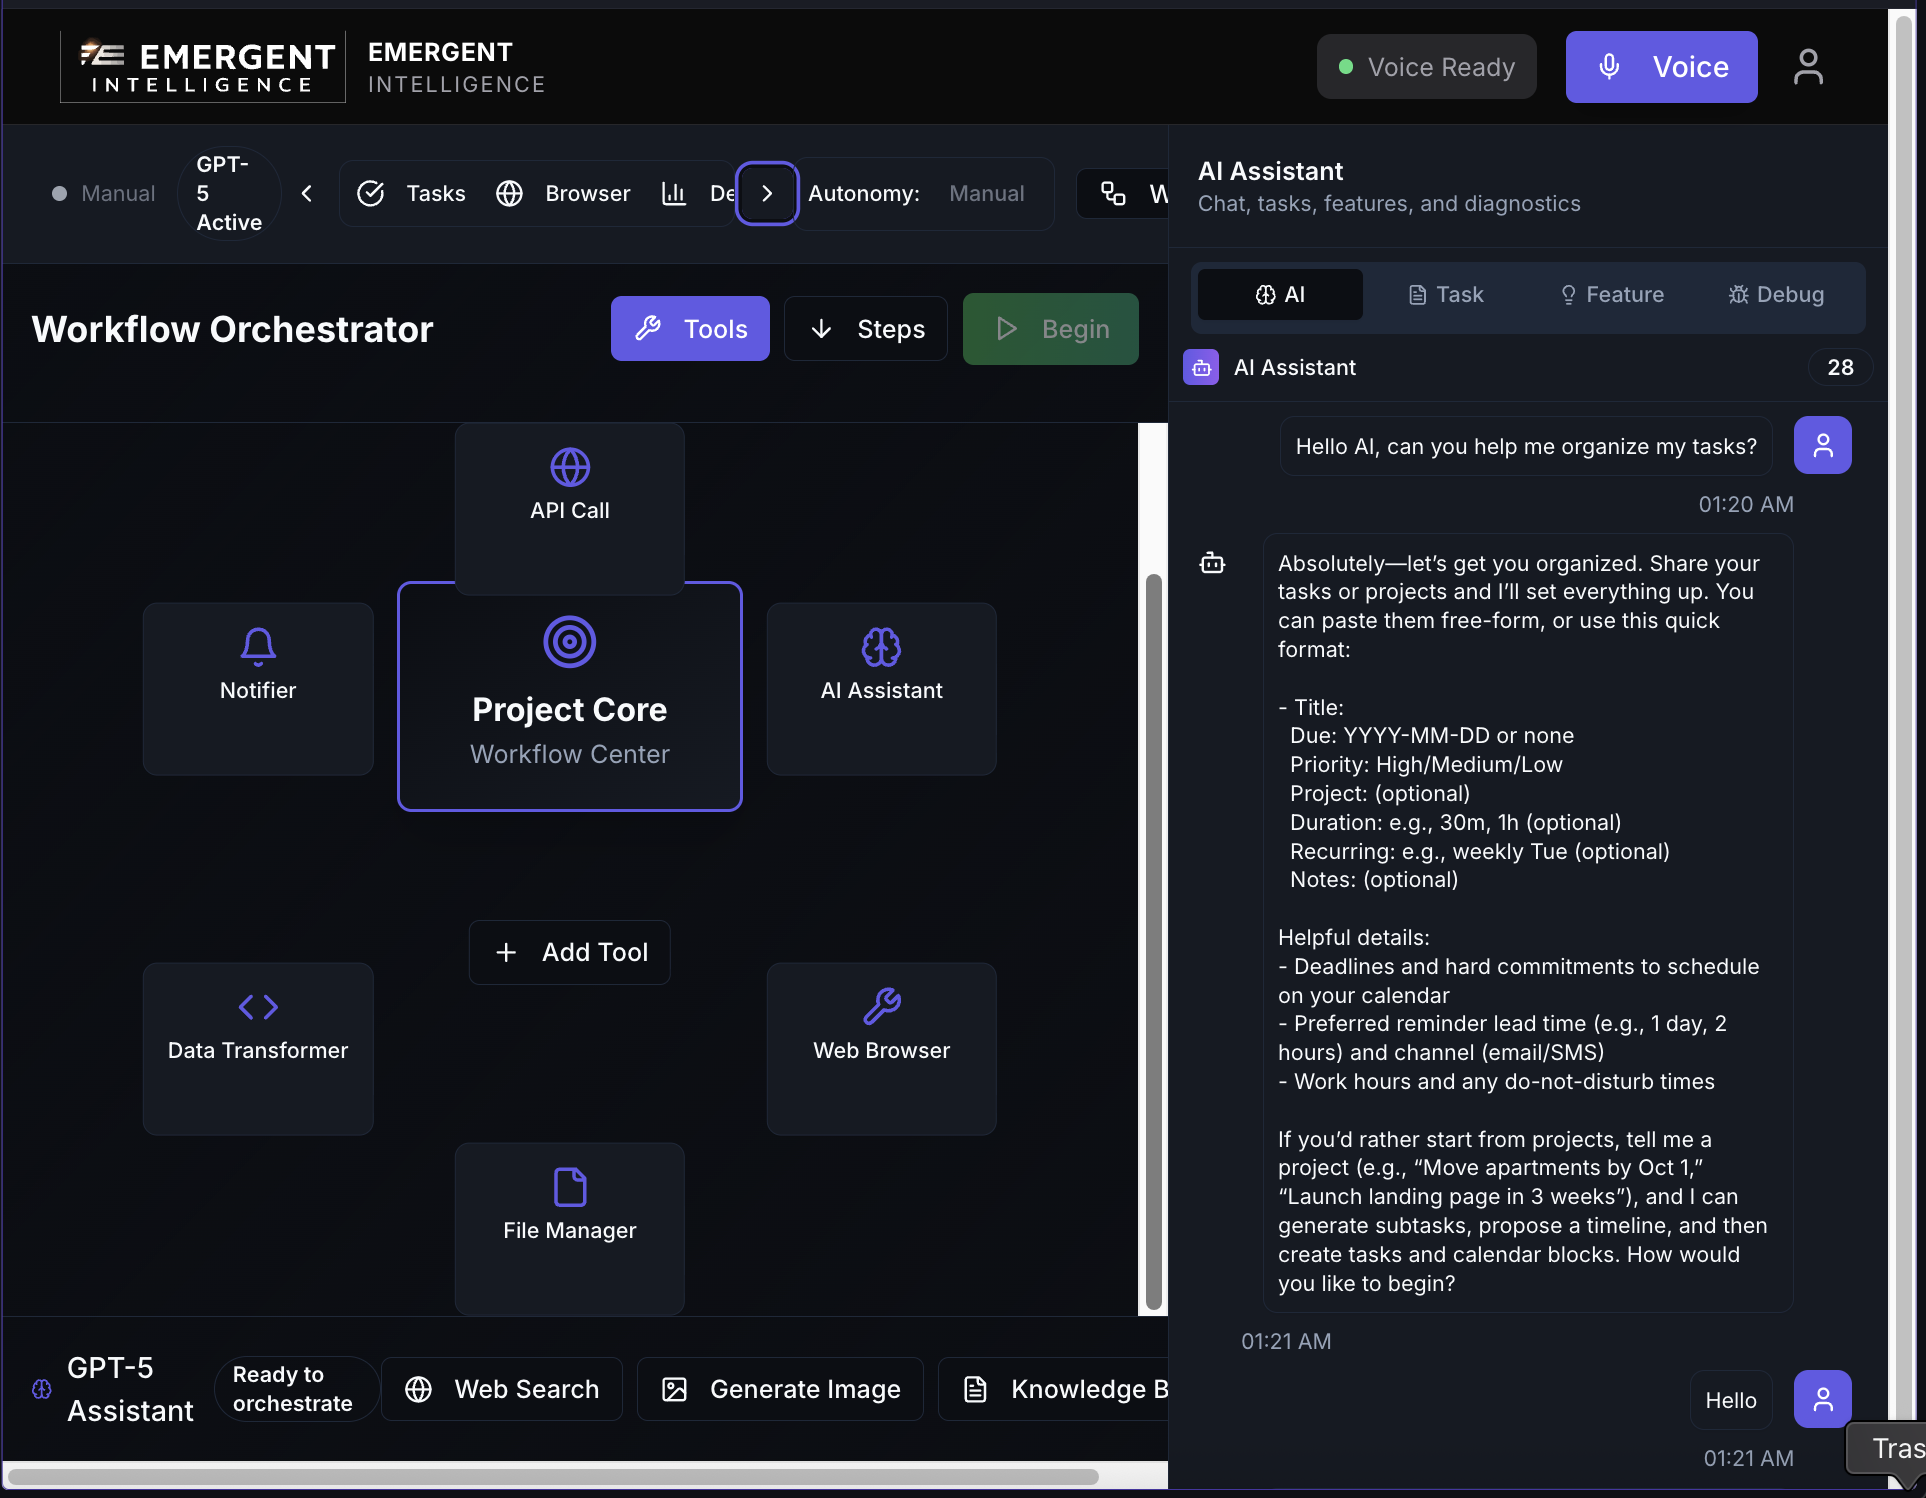 EMERGENT
INTELLIGENCE
EMERGENT
INTELLIGENCE
Voice Ready
Voice
Manual
GPT-
5
Active
Tasks
Browser
De
Autonomy:
Manual
W
Workflow Orchestrator
Tools
Steps
Begin
API Call
Notifier
Project Core
Workflow Center
AI Assistant
Add Tool
Data Transformer
Web Browser
File Manager
GPT-5
Assistant
Ready to
orchestrate
Web Search
Generate Image
Knowledge B
AI Assistant
Chat, tasks, features, and diagnostics
AI
Task
Feature
Debug
AI Assistant
28
Hello AI, can you help me organize my tasks?
01:20 AM
Absolutely—let’s get you organized. Share your
tasks or projects and I’ll set everything up. You
can paste them free-form, or use this quick
format:
- Title:
Due: YYYY-MM-DD or none
Priority: High/Medium/Low
Project: (optional)
Duration: e.g., 30m, 1h (optional)
Recurring: e.g., weekly Tue (optional)
Notes: (optional)
Helpful details:
- Deadlines and hard commitments to schedule
on your calendar
- Preferred reminder lead time (e.g., 1 day, 2
hours) and channel (email/SMS)
- Work hours and any do-not-disturb times
If you’d rather start from projects, tell me a
project (e.g., “Move apartments by Oct 1,”
“Launch landing page in 3 weeks”), and I can
generate subtasks, propose a timeline, and then
create tasks and calendar blocks. How would
you like to begin?
01:21 AM
Hello
01:21 AM
Tras